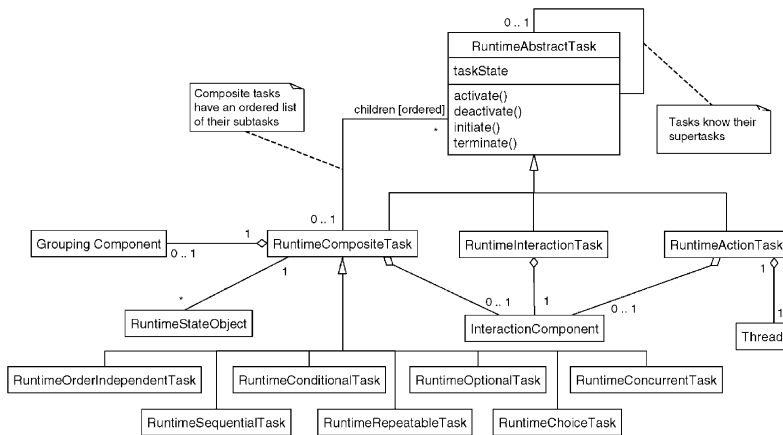 0 .. 1
RuntimeAbstractTask
taskState
activate()
deactivate()
initiate()
terminate()
Composite tasks
have an ordered list
of their subtasks
children [ordered]
*
Tasks know their
supertasks
0 .. 1
Grouping Component
0 .. 1
1
RuntimeCompositeTask
1
RuntimeInteractionTask
RuntimeActionTask
1
*
RuntimeStateObject
0 .. 1
1
0 .. 1
InteractionComponent
1
Thread
RuntimeOrderIndependentTask
RuntimeConditionalTask
RuntimeOptionalTask
RuntimeConcurrentTask
RuntimeSequentialTask
RuntimeRepeatableTask
RuntimeChoiceTask